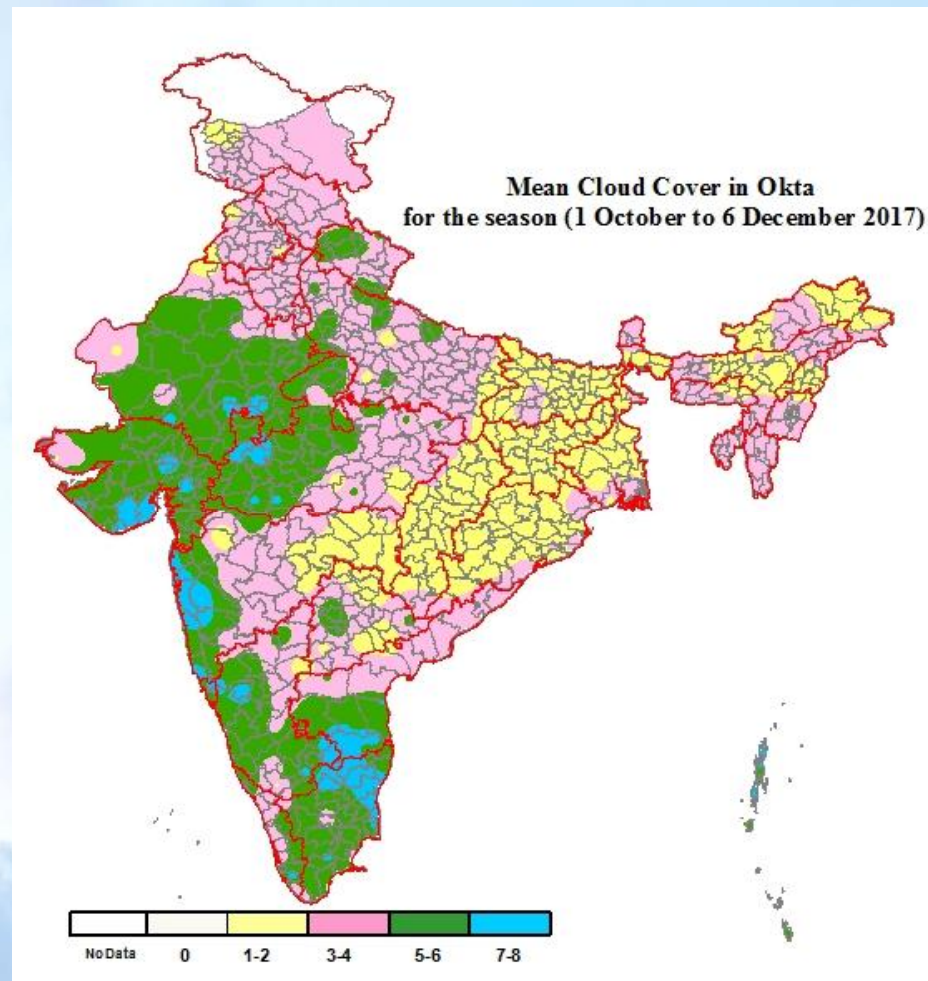 Mean Cloud Cover in Okta
for the season (1 October to 6 December 2017)
No Data 0 1-2 3-4 5-6 7-8